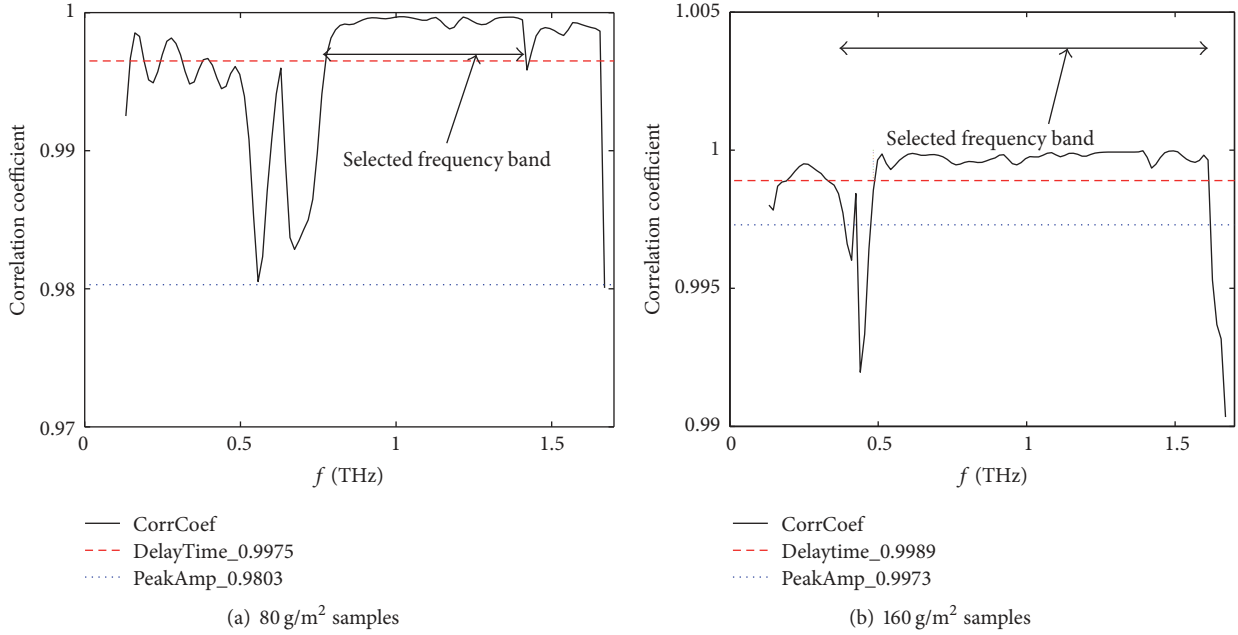 1
0.99
0.98
0.97
0
0.5
1
1.5
Correlation coefficient
f (THz)
Selected frequency band
CorrCoef
DelayTime_0.9975
PeakAmp_0.9803
(a) 80 g/m² samples
1.005
1
0.995
0.99
0
0.5
1
1.5
Correlation coefficient
f (THz)
Selected frequency band
CorrCoef
Delaytime_0.9989
PeakAmp_0.9973
(b) 160 g/m² samples